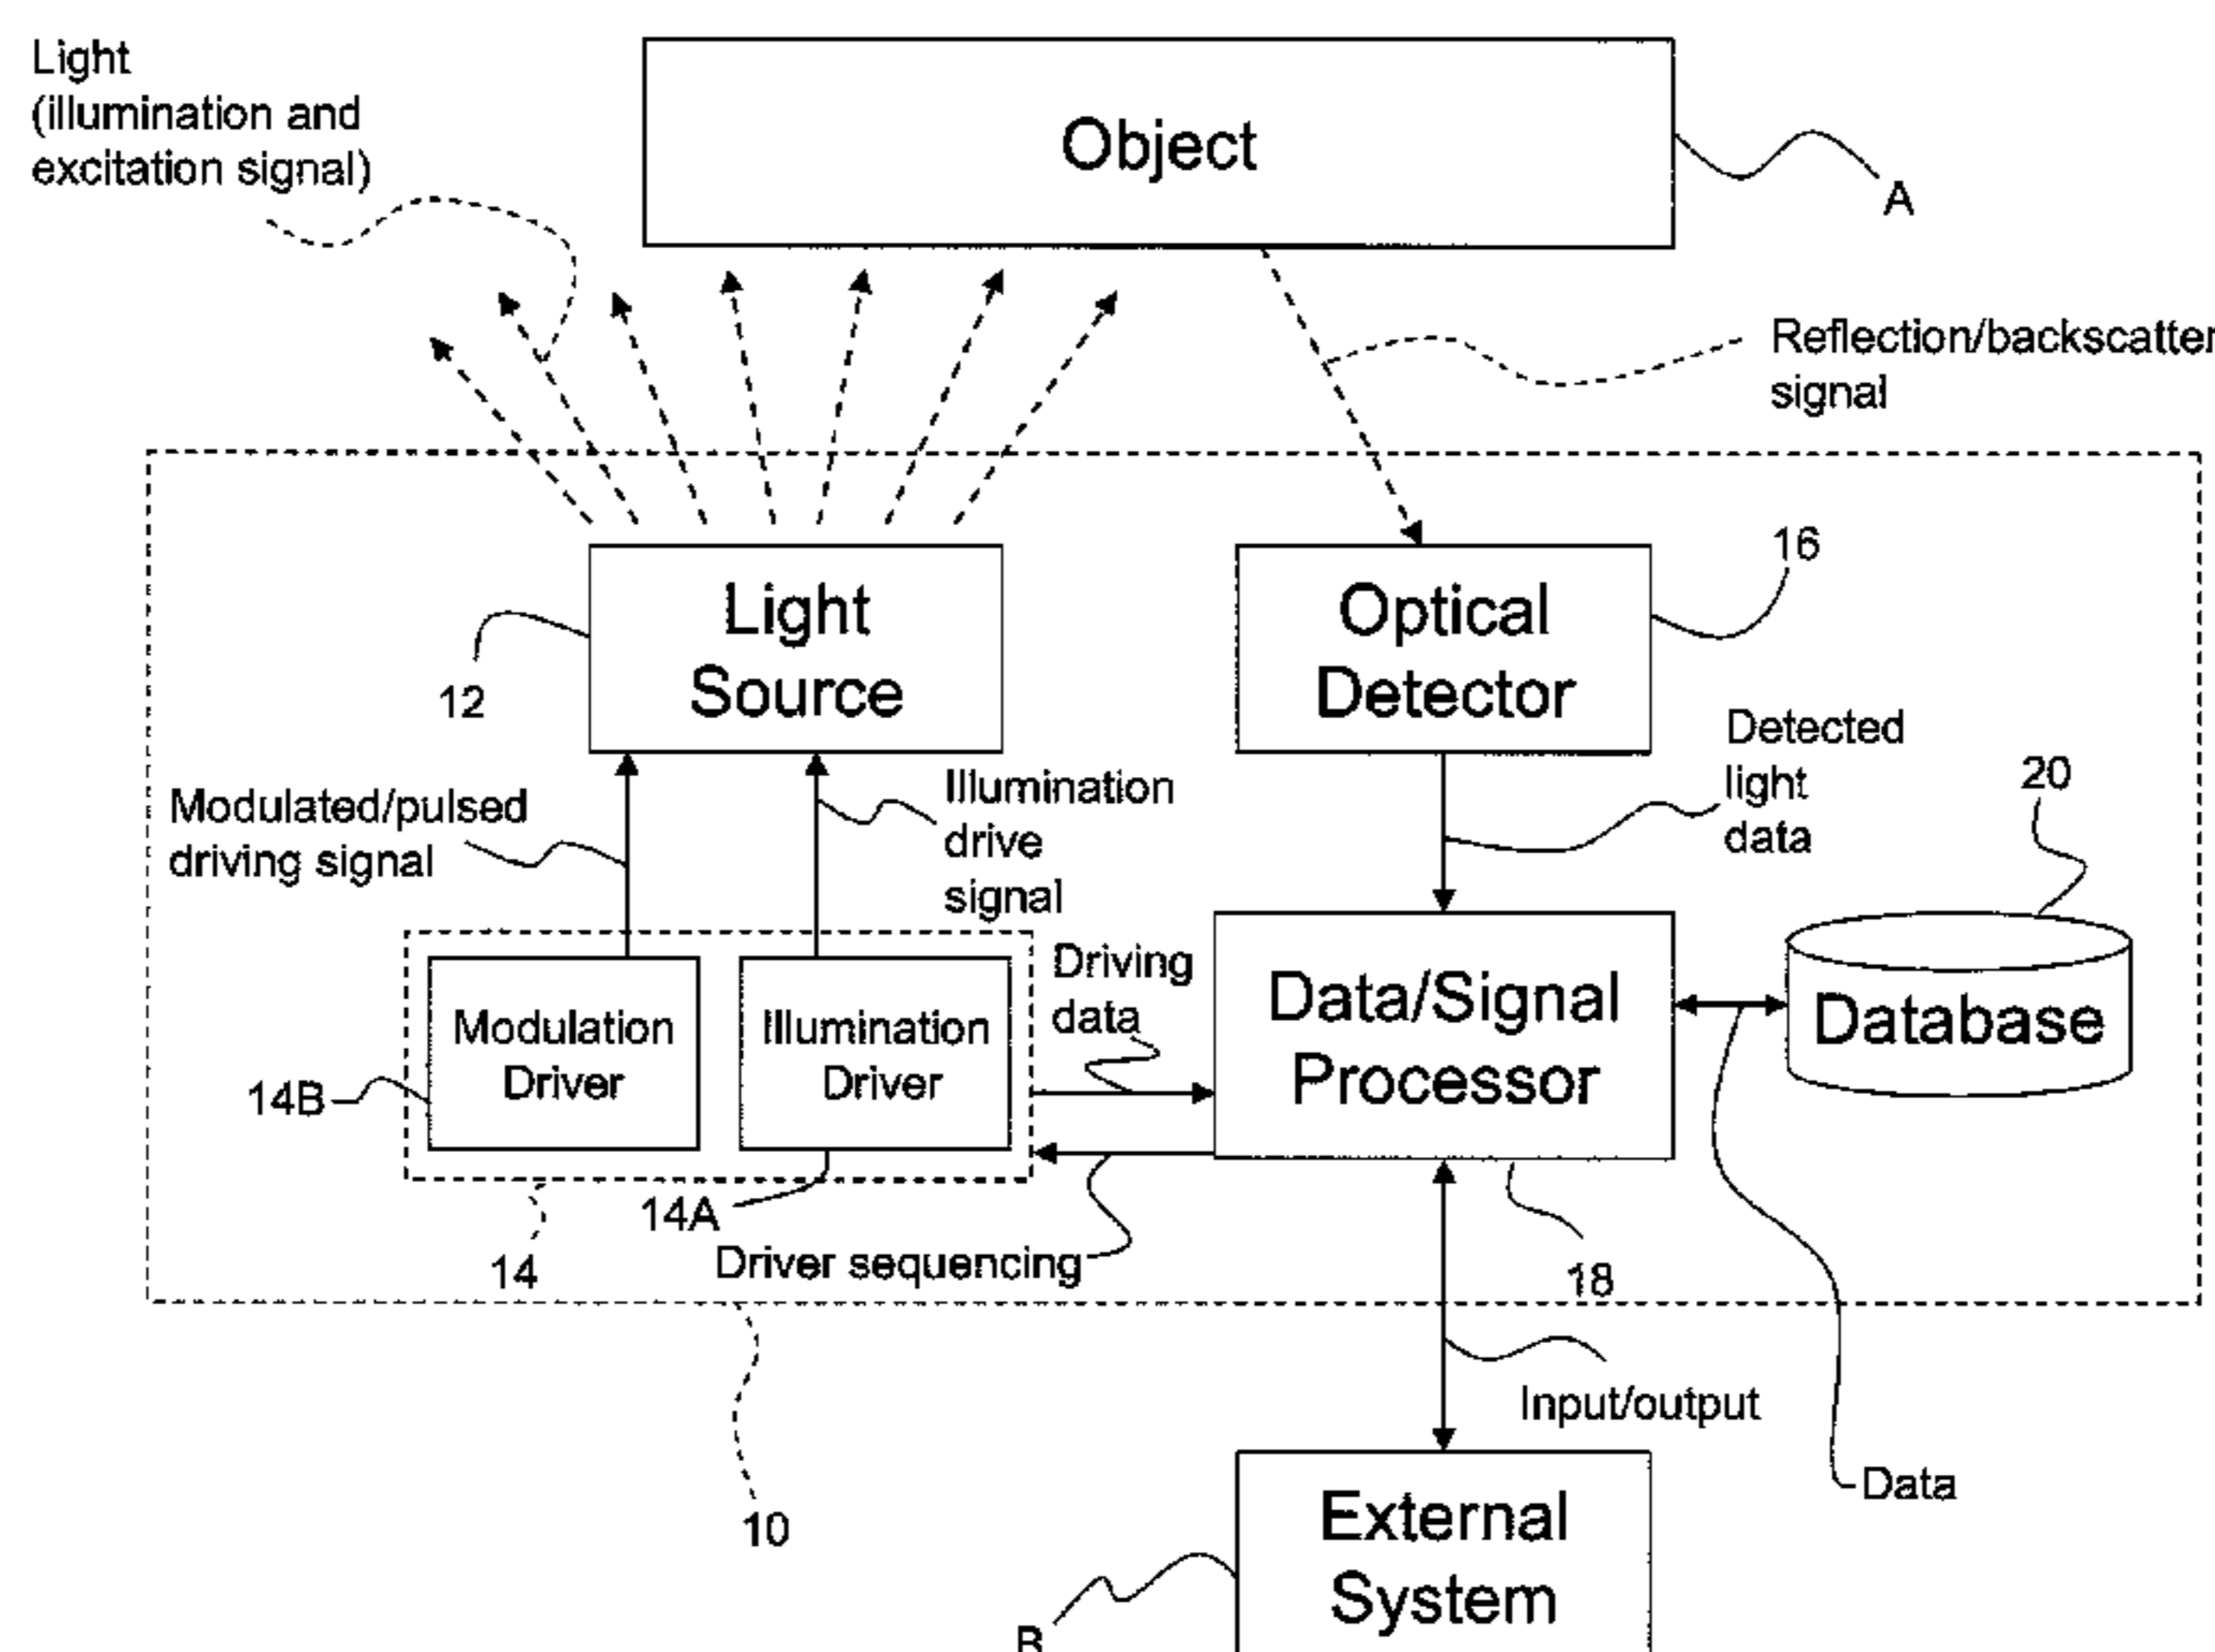 Light
(illumination and
excitation signal)
Object
A
Reflection/backscatter
signal
Light
Source
12
Optical
Detector
16
Detected
light
data
20
Modulated/pulsed
driving signal
Illumination
drive
signal
Driving
data
Modulation
Driver
Illumination
Driver
Data/Signal
Processor
Database
14B
14A
14
Driver sequencing
18
Input/output
Data
10
External
System
B